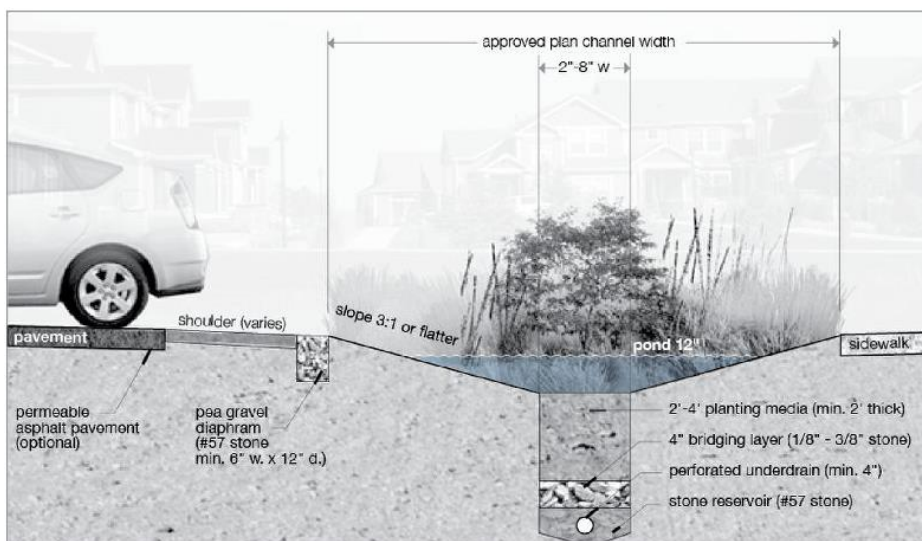 approved plan channel width
2"-8" w
slope 3:1 or flatter
shoulder (varies)
pavement
pond 12"
sidewalk
permeable
asphalt pavement
(optional)
pea gravel
diaphram
(#57 stone
min. 6" w. x 12" d.)
2'-4' planting media (min. 2' thick)
4" bridging layer (1/8" - 3/8" stone)
perforated underdrain (min. 4")
stone reservoir (#57 stone)